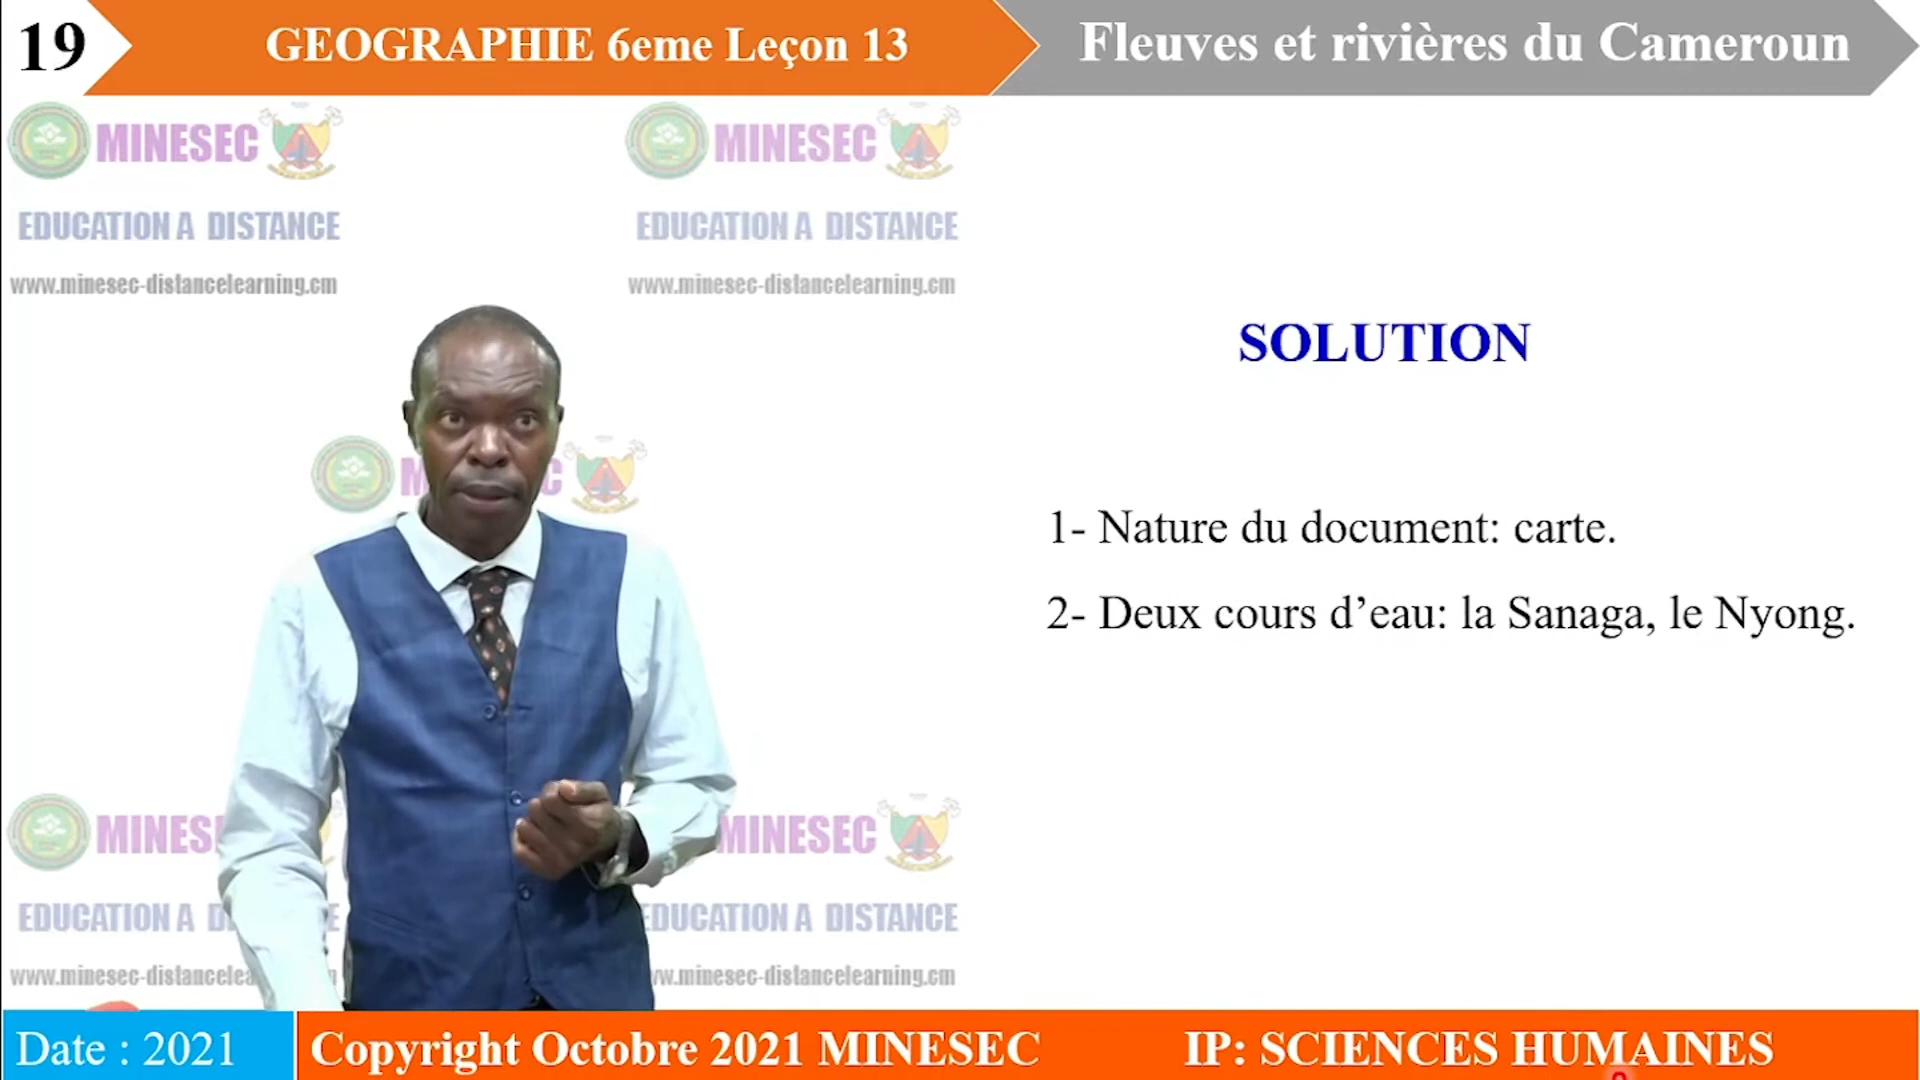 19
GEOGRAPHIE 6eme Leçon 13
Fleuves et rivières du Cameroun
MINESEC
MINESEC
EDUCATION A DISTANCE
EDUCATION A DISTANCE
www.minesec-distancelearning.cm
www.minesec-distancelearning.cm
SOLUTION
1- Nature du document: carte.
2- Deux cours d’eau: la Sanaga, le Nyong.
MINESEC
EDUCATION A DISTANCE
Date : 2021
Copyright Octobre 2021 MINESEC
IP: SCIENCES HUMAINES